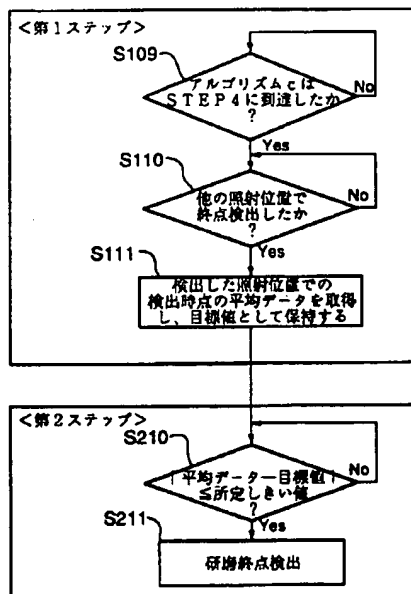 <第1ステップ>
S109
アルゴリズムcは
STEP4に到達したか
?
No
Yes
S110
他の照射位置で
終点検出したか
?
No
Yes
S111
検出した照射位置での
検出時点の平均データを取得
し、目標値として保持する
<第2ステップ>
S210
|平均データー目標値|
≦所定しきい値
?
No
Yes
S211
研磨終点検出